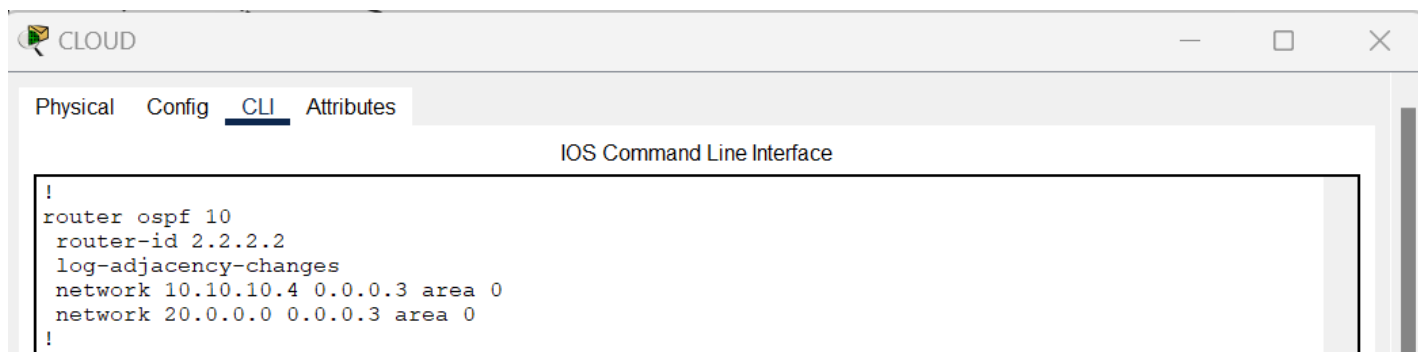 CLOUD
Physical Config CLI Attributes
IOS Command Line Interface
!
router ospf 10
 router-id 2.2.2.2
 log-adjacency-changes
 network 10.10.10.4 0.0.0.3 area 0
 network 20.0.0.0 0.0.0.3 area 0
!